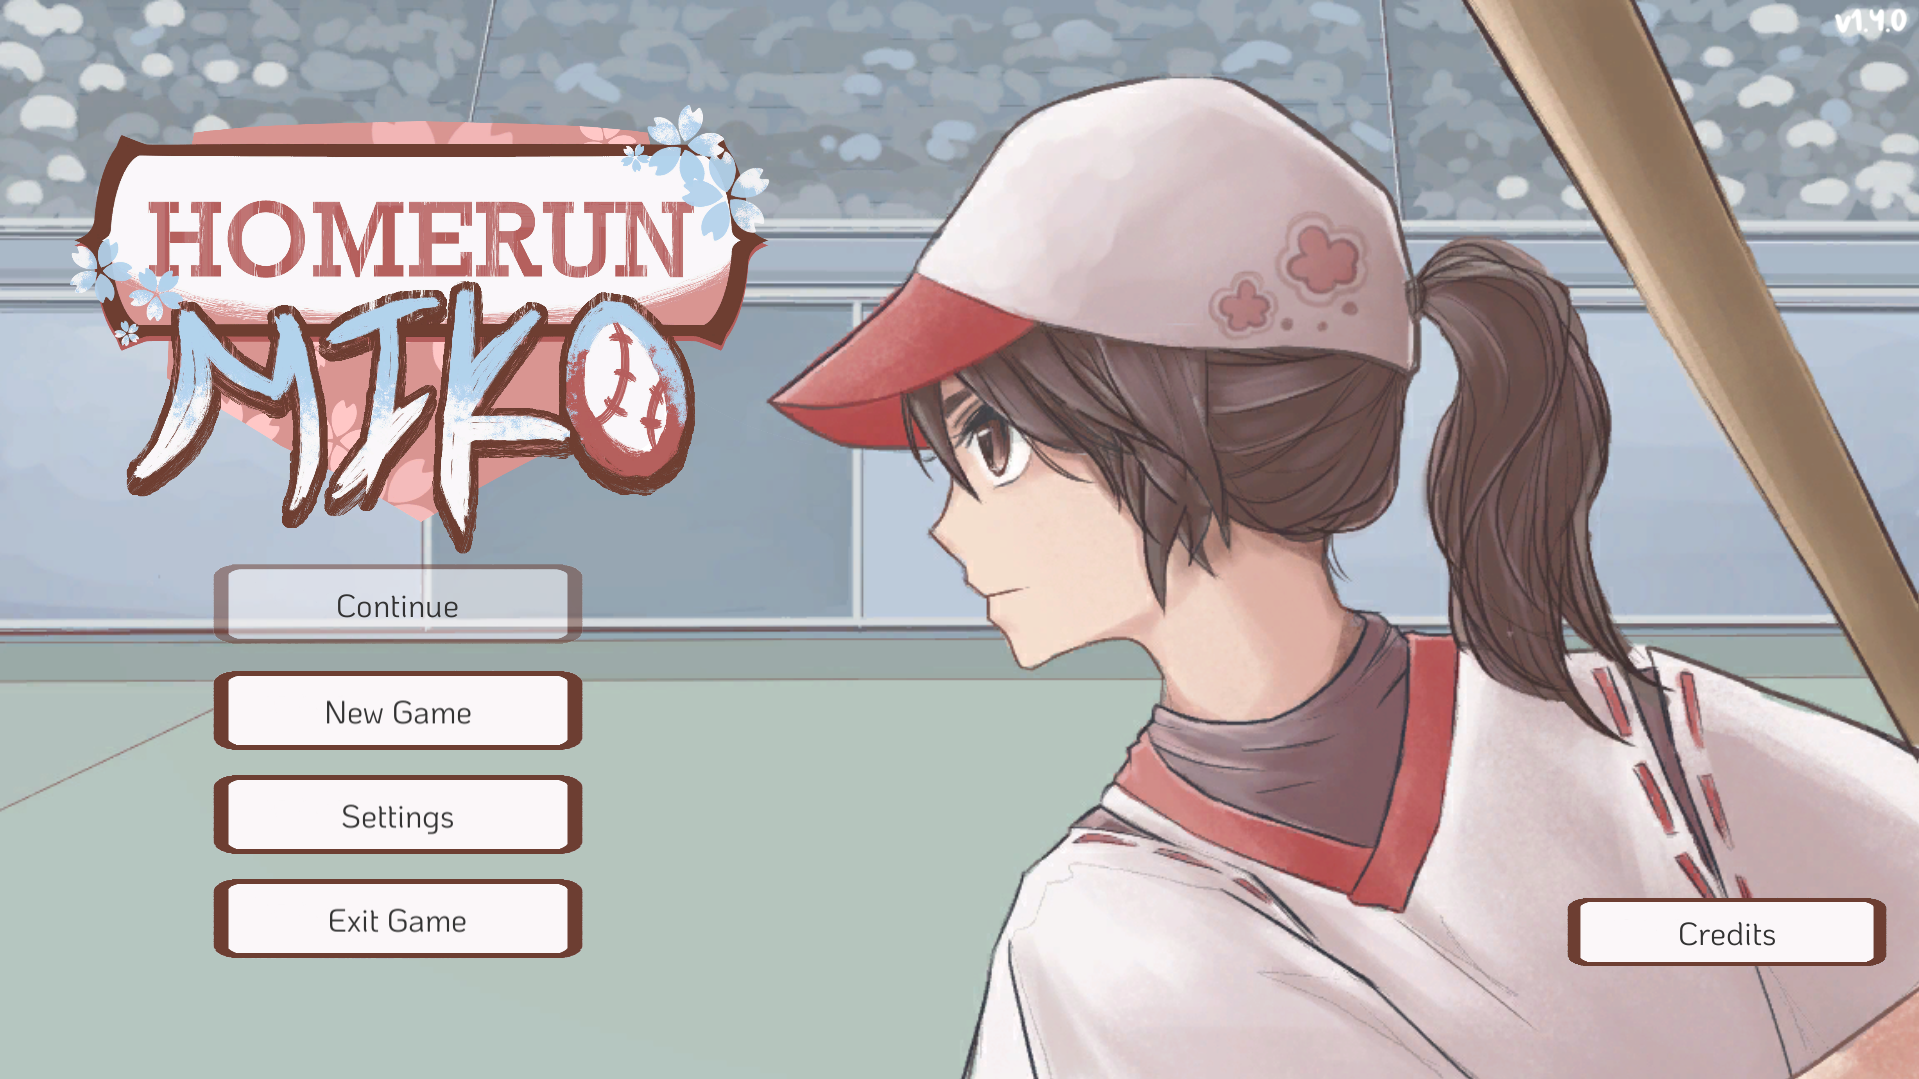 v1.4.0
HOMERUN
MIKO
Continue
New Game
Settings
Exit Game
Credits